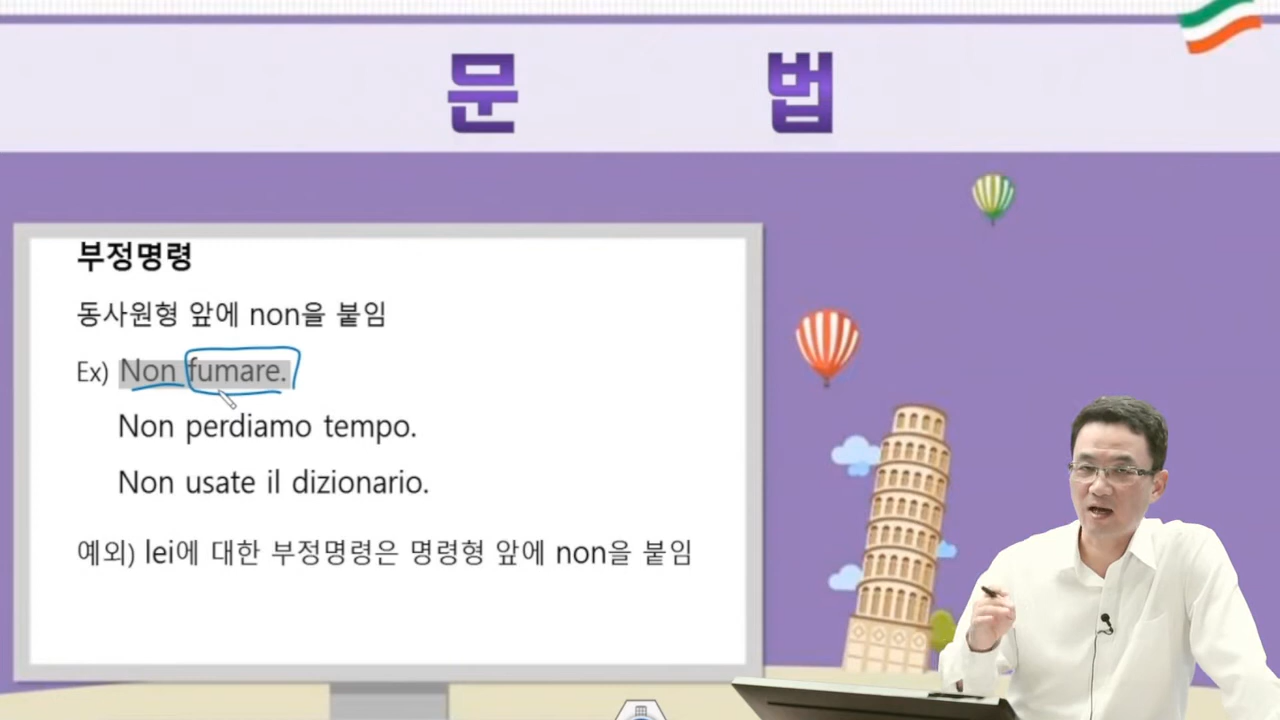 문 법
부정명령
동사원형 앞에 non을 붙임
Ex) Non fumare.
Non perdiamo tempo.
Non usate il dizionario.
예외) lei에 대한 부정명령은 명령형 앞에 non을 붙임